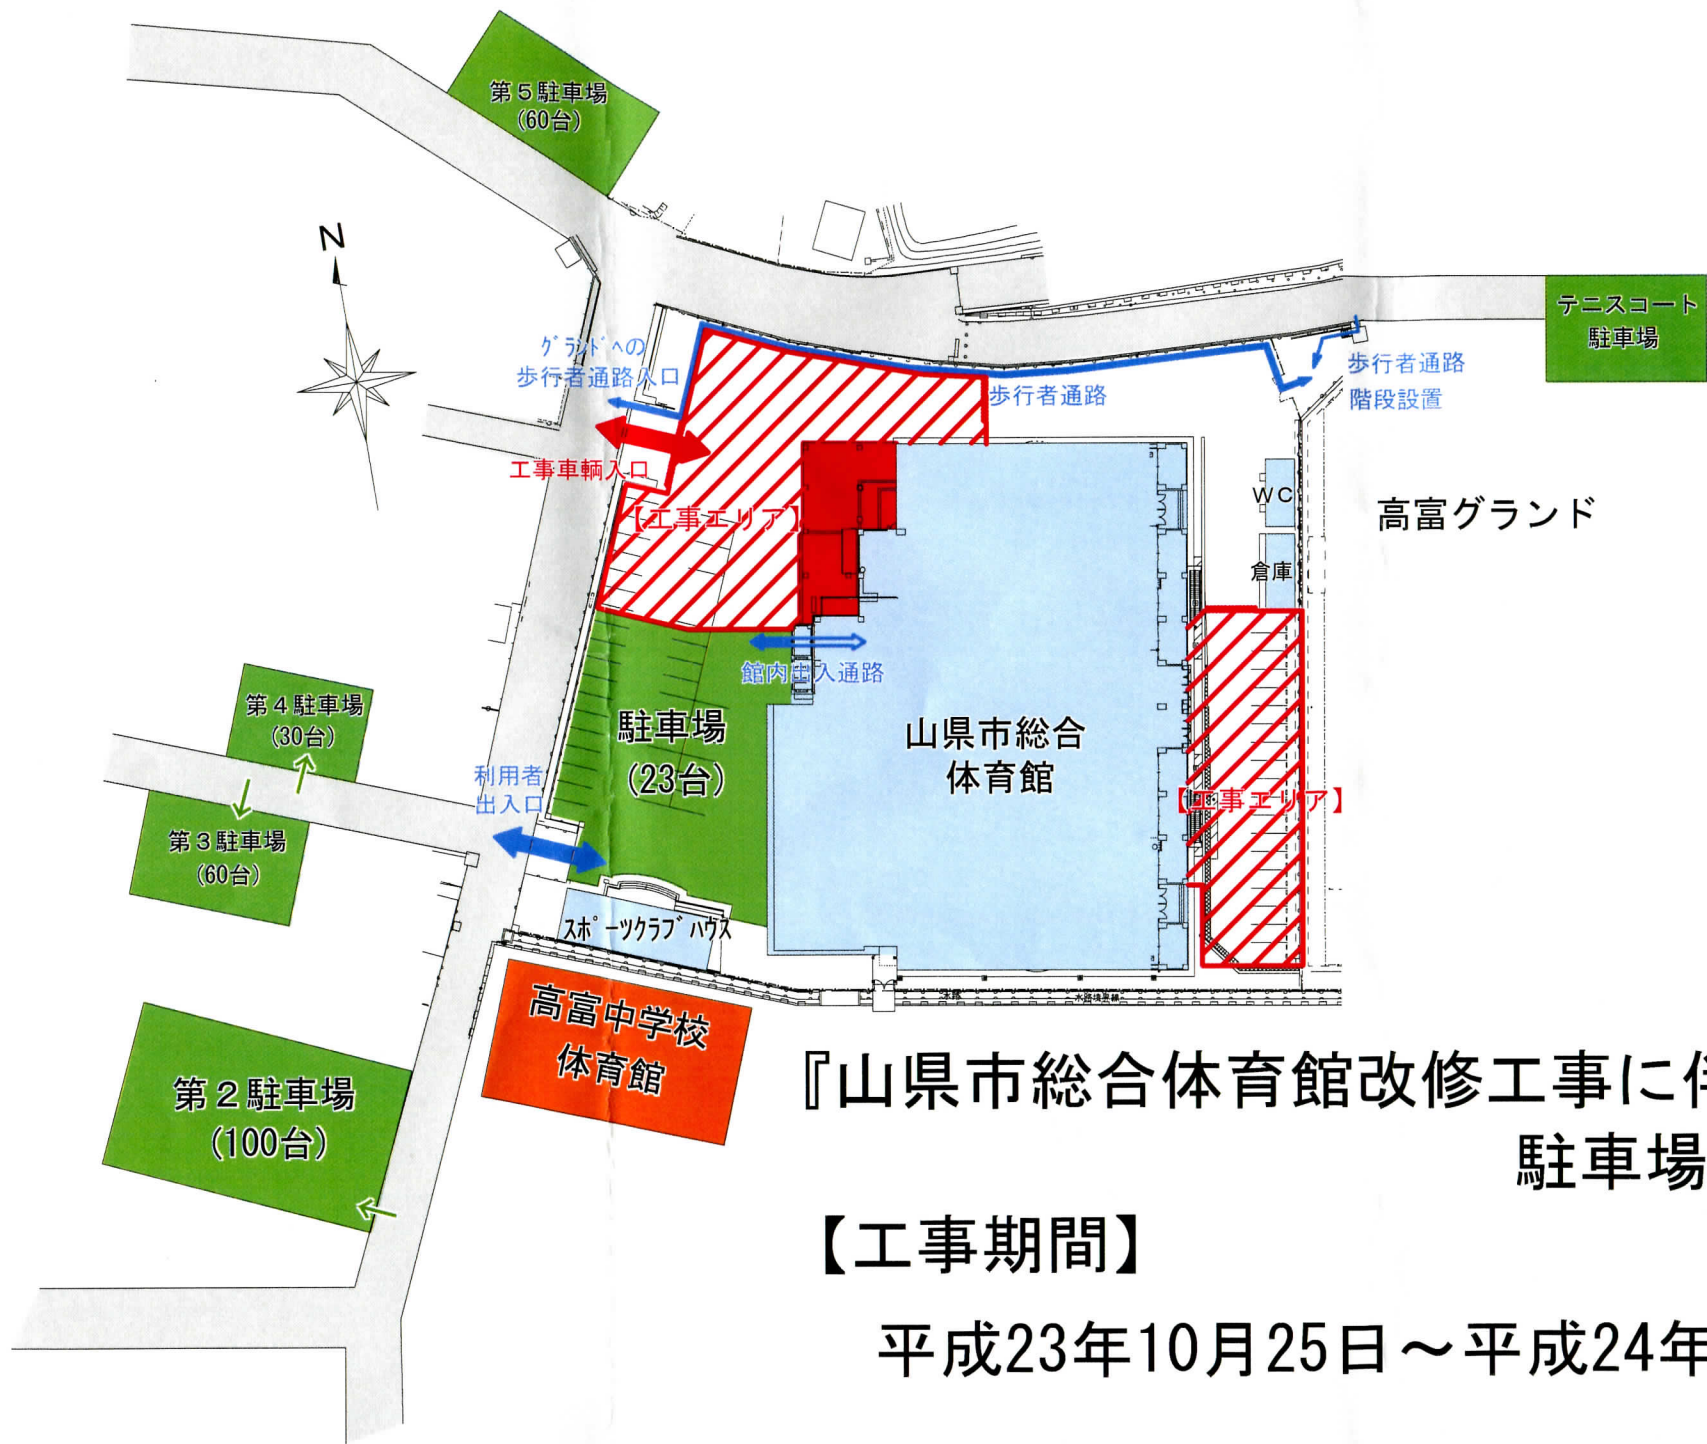 第５駐車場
(60台)
N
テニスコート
駐車場
グランドへの
歩行者通路入口
歩行者通路
階段設置
歩行者通路
工事車輌入口
【工事エリア】
WC
高富グランド
倉庫
館内出入通路
第４駐車場
(30台)
駐車場
(23台)
山県市総合
体育館
利用者
出入口
【工事エリア】
第３駐車場
(60台)
スポーツクラブハウス
水路
水路境界線
高富中学校
体育館
『山県市総合体育館改修工事に伴
駐車場
第２駐車場
(100台)
【工事期間】
平成23年10月25日～平成24年